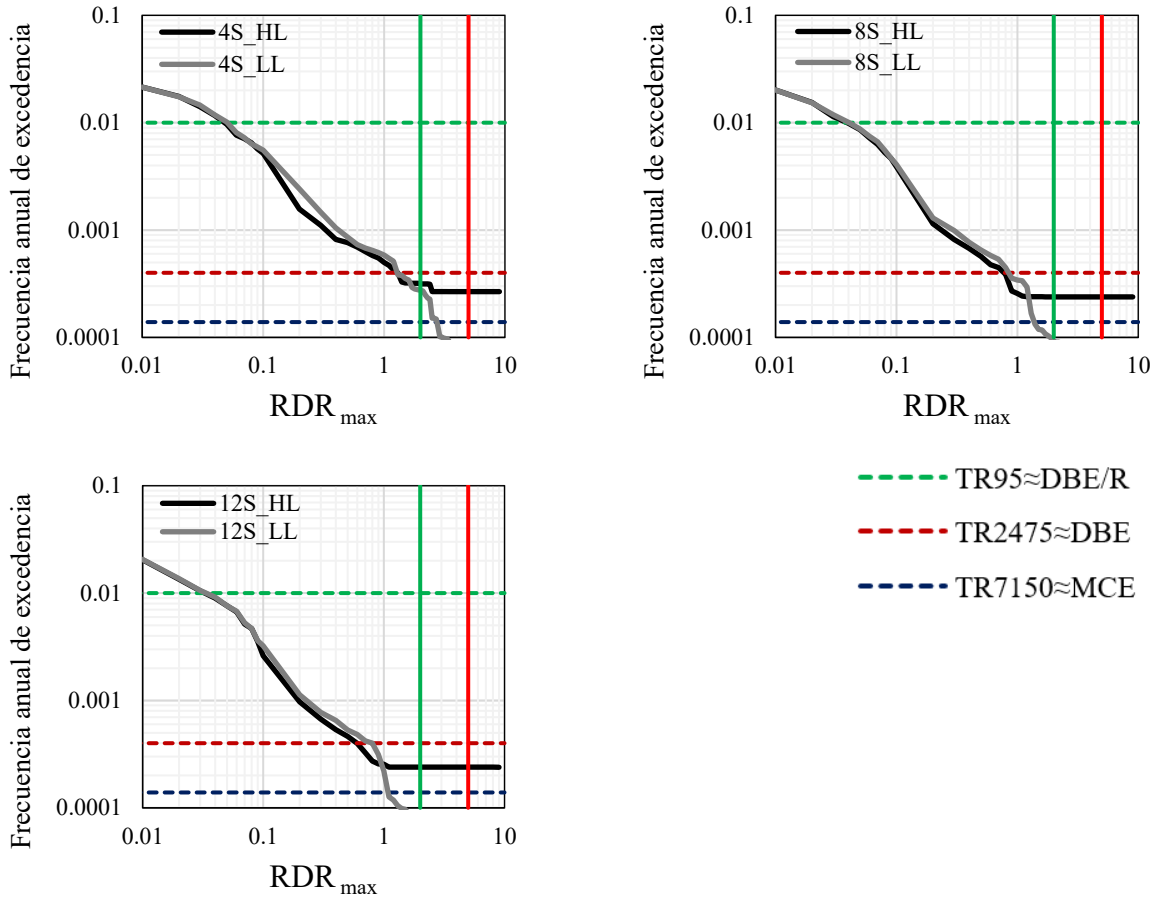 0.1
4S_HL
4S_LL
0.01
0.001
0.0001
0.01
0.1
1
10
Frecuencia anual de excedencia
RDR max
0.1
8S_HL
8S_LL
0.01
0.001
0.0001
0.01
0.1
1
10
Frecuencia anual de excedencia
RDR max
0.1
12S_HL
12S_LL
0.01
0.001
0.0001
0.01
0.1
1
10
Frecuencia anual de excedencia
RDR max
TR95≈DBE/R
TR2475≈DBE
TR7150≈MCE